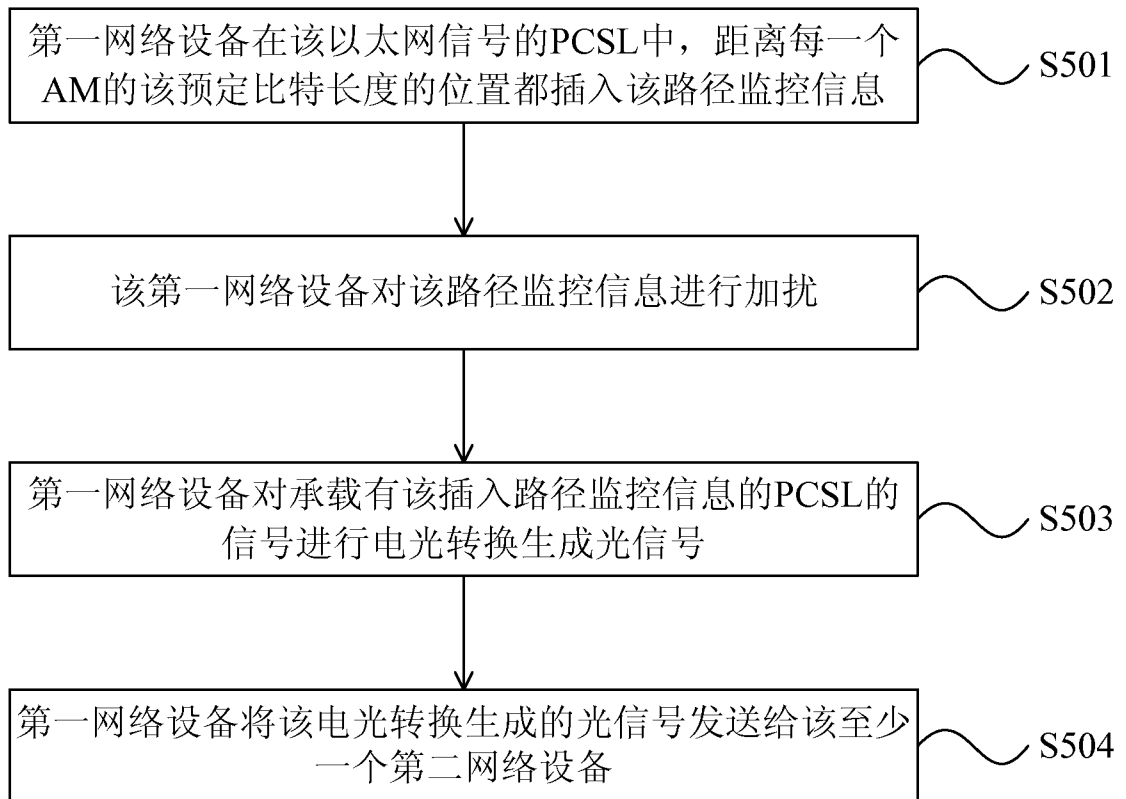 第一网络设备在该以太网信号的PCSL中，距离每一个
AM的该预定比特长度的位置都插入该路径监控信息
S501
该第一网络设备对该路径监控信息进行加扰
S502
第一网络设备对承载有该插入路径监控信息的PCSL的
信号进行电光转换生成光信号
S503
第一网络设备将该电光转换生成的光信号发送给该至少
一个第二网络设备
S504